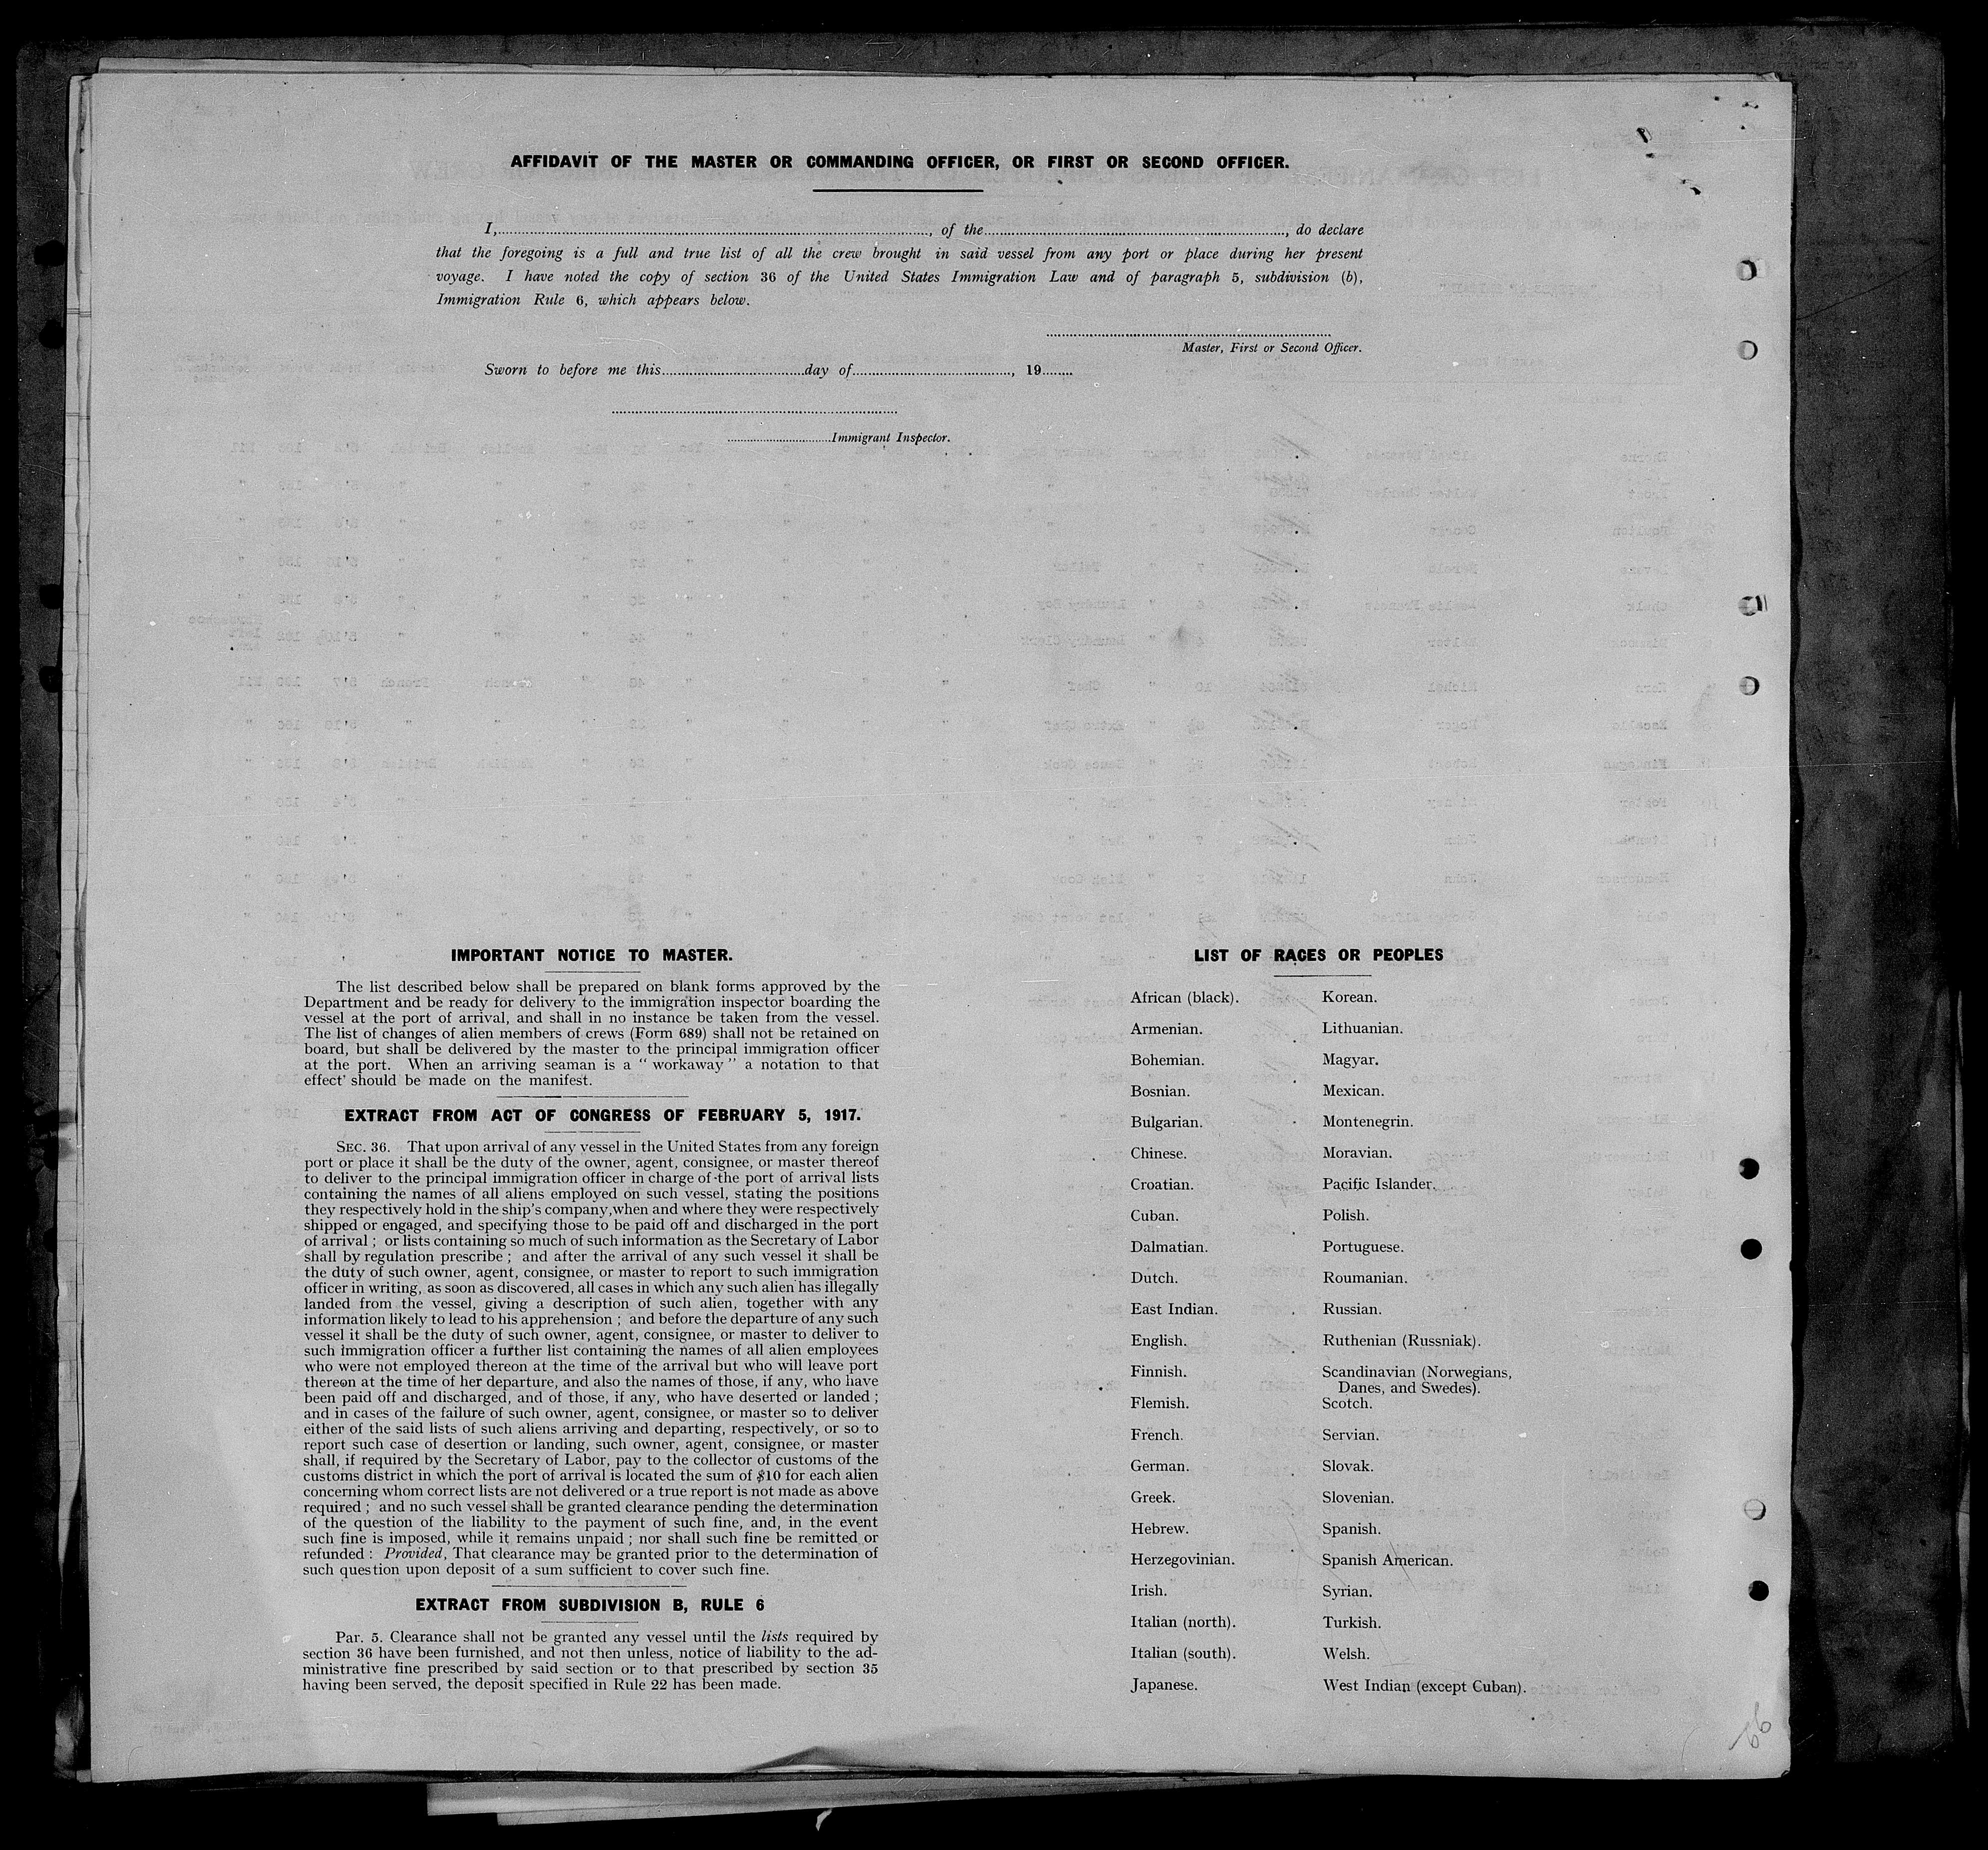 AFFIDAVIT OF THE MASTER OR COMMANDING OFFICER, OR FIRST OR SECOND OFFICER.
I,........................, of the........................, do declare
that the foregoing is a full and true list of all the crew brought in said vessel from any port or place during her present
voyage. I have noted the copy of section 36 of the United States Immigration Law and of paragraph 5, subdivision (b),
Immigration Rule 6, which appears below.
Master, First or Second Officer.
Sworn to before me this................day of................, 19......
................Immigrant Inspector.
IMPORTANT NOTICE TO MASTER.
The list described below shall be prepared on blank forms approved by the
Department and be ready for delivery to the immigration inspector boarding the
vessel at the port of arrival, and shall in no instance be taken from the vessel.
The list of changes of alien members of crews (Form 689) shall not be retained on
board, but shall be delivered by the master to the principal immigration officer
at the port. When an arriving seaman is a "workaway" a notation to that
effect should be made on the manifest.
EXTRACT FROM ACT OF CONGRESS OF FEBRUARY 5, 1917.
SEC. 36. That upon arrival of any vessel in the United States from any foreign
port or place it shall be the duty of the owner, agent, consignee, or master thereof
to deliver to the principal immigration officer in charge of the port of arrival lists
containing the names of all aliens employed on such vessel, stating the positions
they respectively hold in the ship's company, when and where they were respectively
shipped or engaged, and specifying those to be paid off and discharged in the port
of arrival; or lists containing so much of such information as the Secretary of Labor
shall by regulation prescribe; and after the arrival of any such vessel it shall be
the duty of such owner, agent, consignee, or master to report to such immigration
officer in writing, as soon as discovered, all cases in which any such alien has illegally
landed from the vessel, giving a description of such alien, together with any
information likely to lead to his apprehension; and before the departure of any such
vessel it shall be the duty of such owner, agent, consignee, or master to deliver to
such immigration officer a further list containing the names of all alien employees
who were not employed thereon at the time of the arrival but who will leave port
thereon at the time of her departure, and also the names of those, if any, who have
been paid off and discharged, and of those, if any, who have deserted or landed;
and in cases of the failure of such owner, agent, consignee, or master so to deliver
either of the said lists of such aliens arriving and departing, respectively, or so to
report such case of desertion or landing, such owner, agent, consignee, or master
shall, if required by the Secretary of Labor, pay to the collector of customs of the
customs district in which the port of arrival is located the sum of $10 for each alien
concerning whom correct lists are not delivered or a true report is not made as above
required; and no such vessel shall be granted clearance pending the determination
of the question of the liability to the payment of such fine, and, in the event
such fine is imposed, while it remains unpaid; nor shall such fine be remitted or
refunded: Provided, That clearance may be granted prior to the determination of
such question upon deposit of a sum sufficient to cover such fine.
EXTRACT FROM SUBDIVISION B, RULE 6
Par. 5. Clearance shall not be granted any vessel until the lists required by
section 36 have been furnished, and not then unless, notice of liability to the ad-
ministrative fine prescribed by said section or to that prescribed by section 35
having been served, the deposit specified in Rule 22 has been made.
LIST OF RACES OR PEOPLES
African (black).
Armenian.
Bohemian.
Bosnian.
Bulgarian.
Chinese.
Croatian.
Cuban.
Dalmatian.
Dutch.
East Indian.
English.
Finnish.
Flemish.
French.
German.
Greek.
Hebrew.
Herzegovinian.
Irish.
Italian (north).
Italian (south).
Japanese.
Korean.
Lithuanian.
Magyar.
Mexican.
Montenegrin.
Moravian.
Pacific Islander.
Polish.
Portuguese.
Roumanian.
Russian.
Ruthenian (Russniak).
Scandinavian (Norwegians,
Danes, and Swedes).
Scotch.
Servian.
Slovak.
Slovenian.
Spanish.
Spanish American.
Syrian.
Turkish.
Welsh.
West Indian (except Cuban).